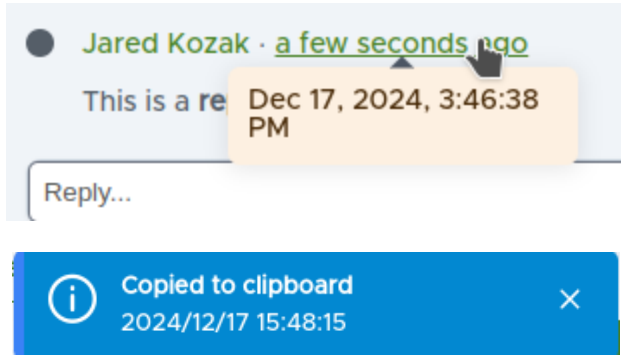 Jared Kozak · a few seconds ago
This is a re
Dec 17, 2024, 3:46:38
PM
Reply...
Copied to clipboard
2024/12/17 15:48:15